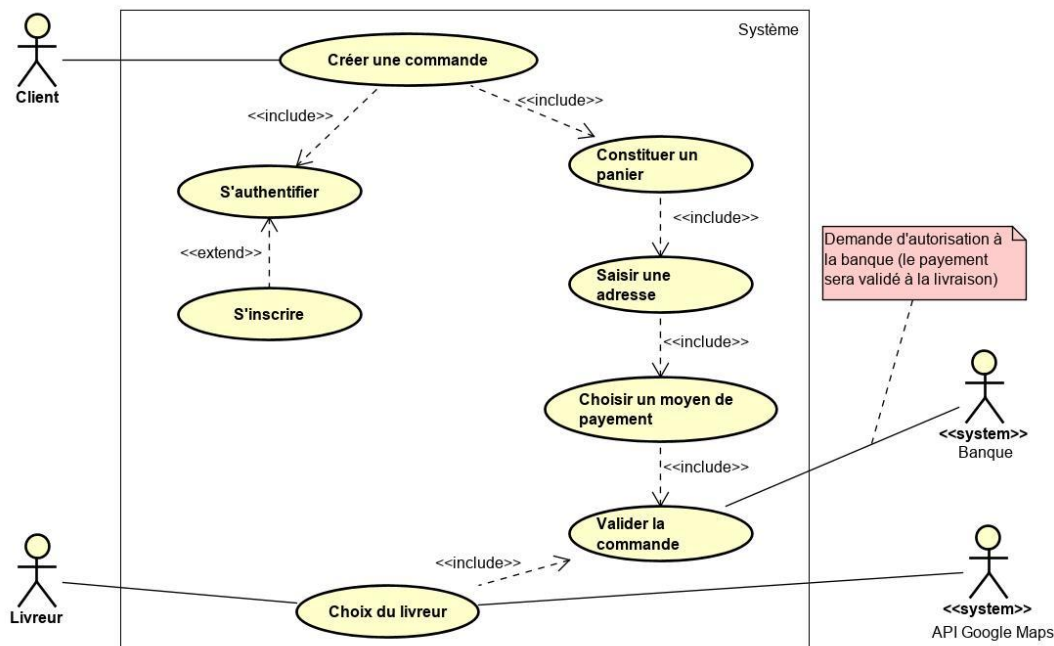 Système
Client
Créer une commande
<<include>>
<<include>>
S'authentifier
Constituer un
panier
<<extend>>
<<include>>
S'inscrire
Saisir une
adresse
Demande d'autorisation à
la banque (le payement
sera validé à la livraison)
<<include>>
Choisir un moyen de
payement
<<system>>
Banque
<<include>>
Valider la
commande
<<include>>
Livreur
Choix du livreur
<<system>>
API Google Maps